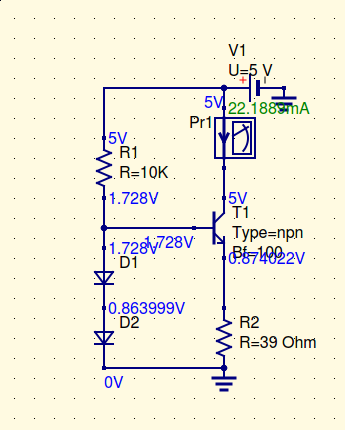 V1
U=5 V
5V
22.1889mA
Pr1
5V
R1
R=10K
1.728V
5V
T1
Type=npn
1.728V
1.728V
Bf=100
0.874022V
D1
0.863999V
D2
R2
R=39 Ohm
0V